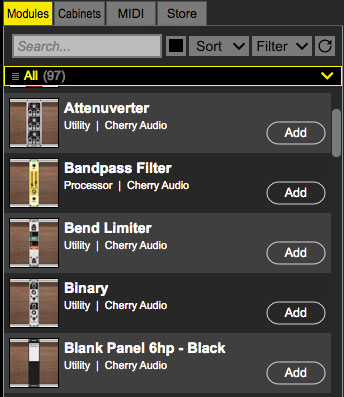 Modules Cabinets MIDI Store
Search... Sort Filter
All (97)
Attenuverter
Utility | Cherry Audio
Add
Bandpass Filter
Processor | Cherry Audio
Add
Bend Limiter
Utility | Cherry Audio
Add
Binary
Utility | Cherry Audio
Add
Blank Panel 6hp - Black
Utility | Cherry Audio
Add